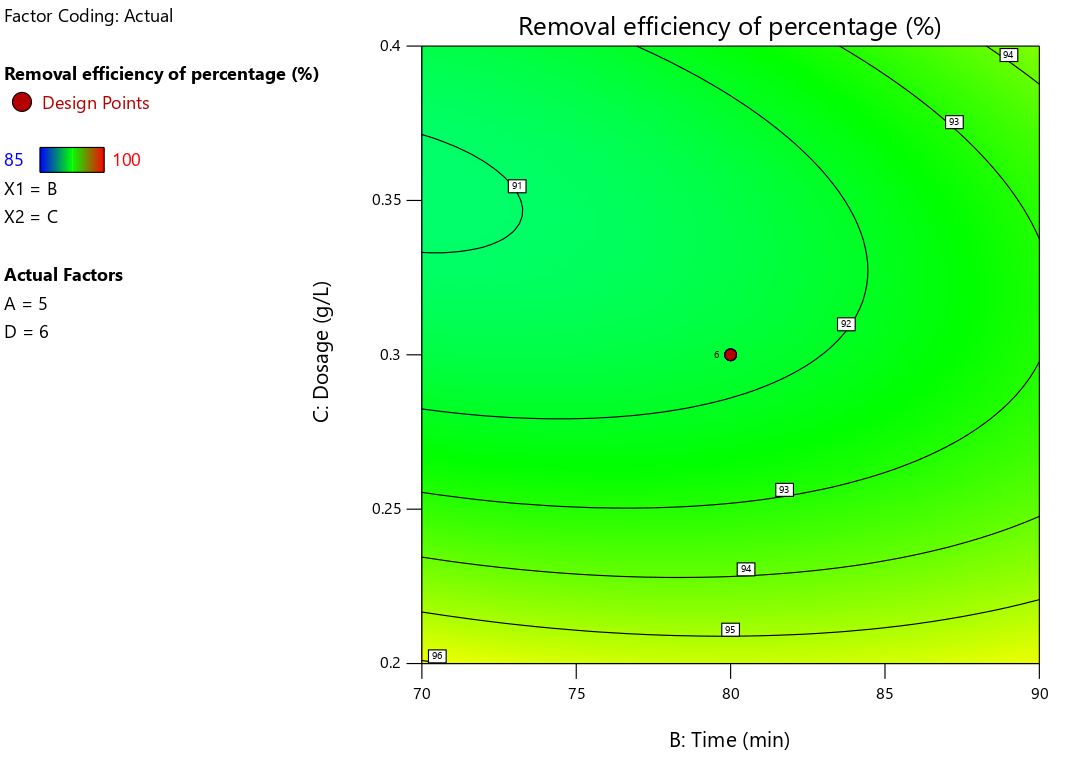 Factor Coding: Actual
Removal efficiency of percentage (%)
Design Points
85 100
X1 = B
X2 = C
Actual Factors
A = 5
D = 6
Removal efficiency of percentage (%)
C: Dosage (g/L)
0.4
0.35
0.3
0.25
0.2
94
93
91
92
6
93
94
95
96
70 75 80 85 90
B: Time (min)